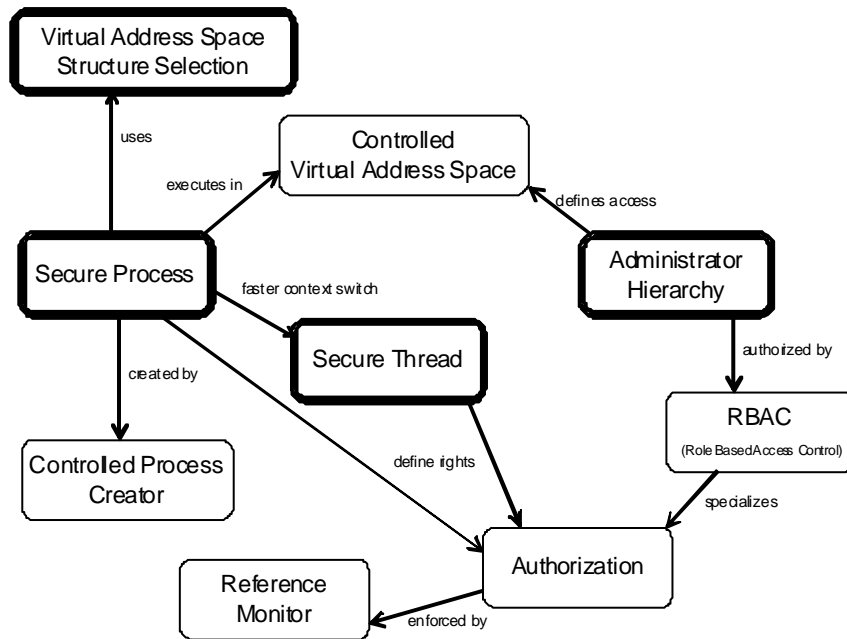 Virtual Address Space
Structure Selection
uses
Controlled
Virtual Address Space
executes in
defines access
Secure Process
Administrator
Hierarchy
faster context switch
Secure Thread
authorized by
created by
RBAC
(Role Based Access Control)
Controlled Process
Creator
define rights
specializes
Authorization
Reference
Monitor
enforced by